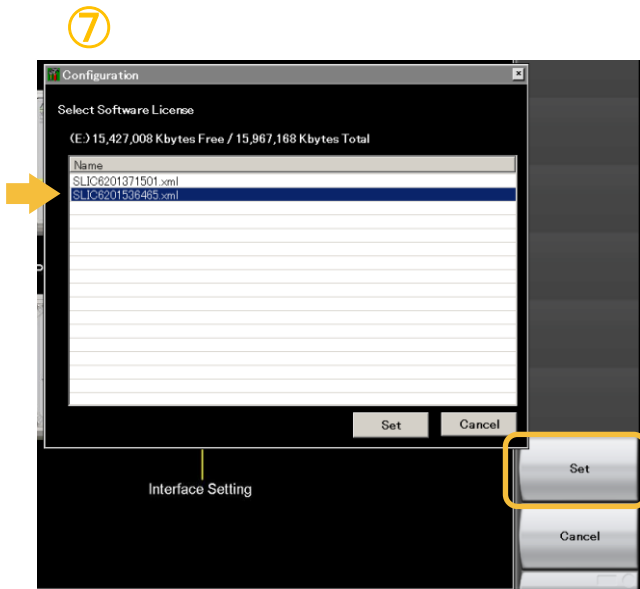 ⑦
Configuration
Select Software License
(E:) 15,427,008 Kbytes Free / 15,967,168 Kbytes Total
Name
SLIC6201371501.xml
SLIC6201536465.xml
Set Cancel
Interface Setting
Set
Cancel